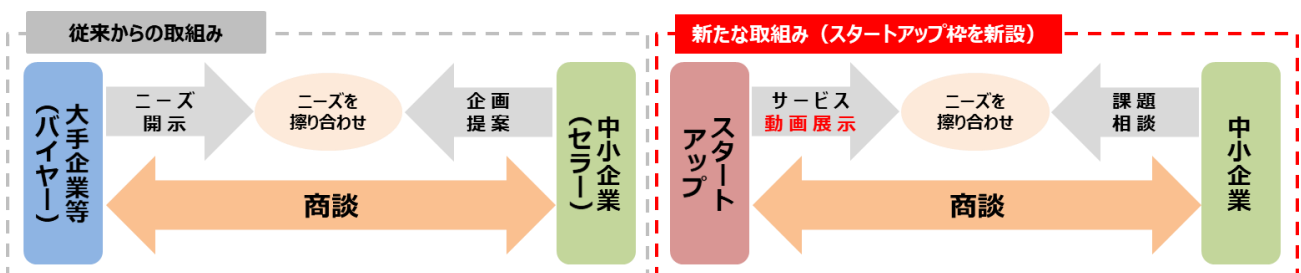 従来からの取組み
大手企業等
(バイヤー)
ニーズ
開示
ニーズを
擦り合わせ
企画
提案
中小企業
(セラー)
商談
新たな取組み（スタートアップ枠を新設）
スタート
アップ
サービス
動画展示
ニーズを
擦り合わせ
課題
相談
中小企業
商談